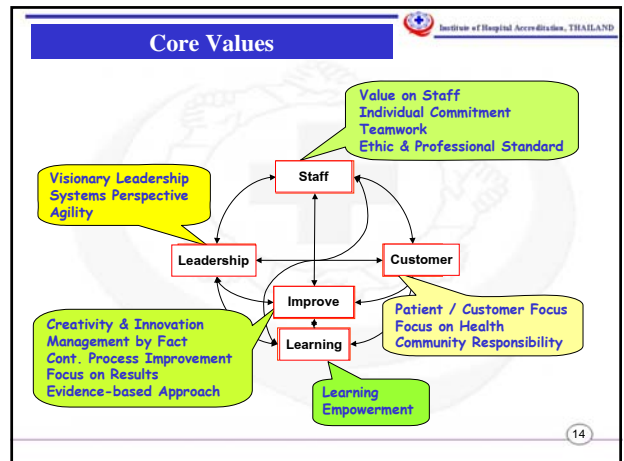 Institute of Hospital Accreditation, THAILAND
Core Values
Value on Staff
Individual Commitment
Teamwork
Ethic & Professional Standard
Staff
Visionary Leadership
Systems Perspective
Agility
Leadership
Customer
Improve
Learning
Patient / Customer Focus
Focus on Health
Community Responsibility
Creativity & Innovation
Management by Fact
Cont. Process Improvement
Focus on Results
Evidence-based Approach
Learning
Empowerment
14